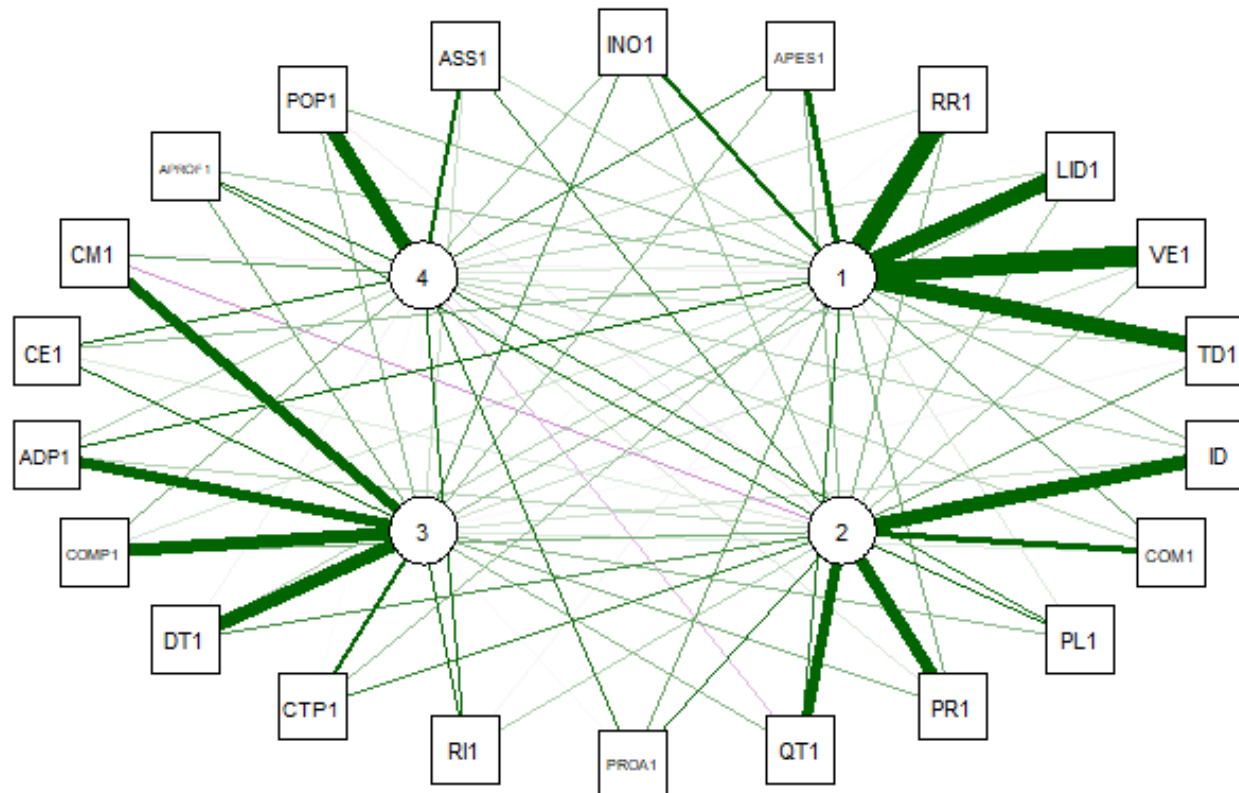 INO1
ASS1
APES1
POP1
RR1
APROF1
LID1
CM1
VE1
4
1
CE1
TD1
ADP1
ID
3
2
COMP1
COM1
DT1
PL1
CTP1
PR1
RI1
QT1
PROA1